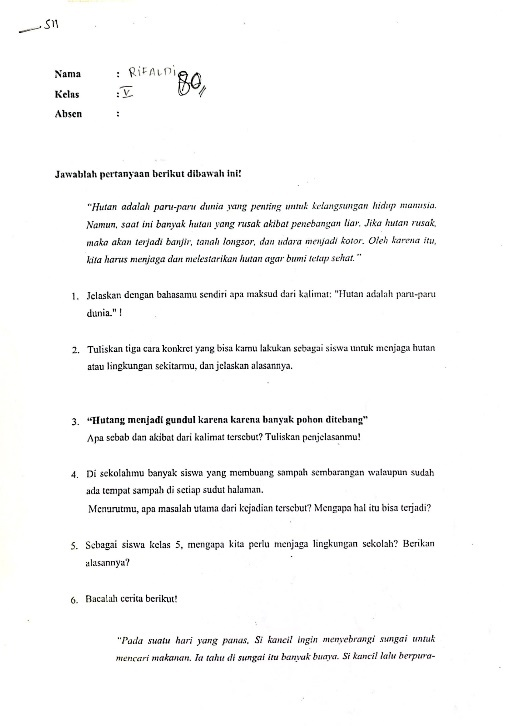 S11
Nama : RIFALDI 80
Kelas : V
Absen :
Jawablah pertanyaan berikut dibawah ini!
"Hutan adalah paru-paru dunia yang penting untuk kelangsungan hidup manusia.
Namun, saat ini banyak hutan yang rusak akibat penebangan liar. Jika hutan rusak,
maka akan terjadi banjir, tanah longsor, dan udara menjadi kotor. Oleh karena itu,
kita harus menjaga dan melestarikan hutan agar bumi tetap sehat."
1. Jelaskan dengan bahasamu sendiri apa maksud dari kalimat: "Hutan adalah paru-paru
dunia." !
2. Tuliskan tiga cara konkret yang bisa kamu lakukan sebagai siswa untuk menjaga hutan
atau lingkungan sekitarmu, dan jelaskan alasannya.
3. "Hutang menjadi gundul karena karena banyak pohon ditebang"
Apa sebab dan akibat dari kalimat tersebut? Tuliskan penjelasanmu!
4. Di sekolahmu banyak siswa yang membuang sampah sembarangan walaupun sudah
ada tempat sampah di setiap sudut halaman.
Menurutmu, apa masalah utama dari kejadian tersebut? Mengapa hal itu bisa terjadi?
5. Sebagai siswa kelas 5, mengapa kita perlu menjaga lingkungan sekolah? Berikan
alasannya?
6. Bacalah cerita berikut!
"Pada suatu hari yang panas, Si kancil ingin menyebrangi sungai untuk
mencari makanan. Ia tahu di sungai itu banyak buaya. Si kancil lalu berpura-